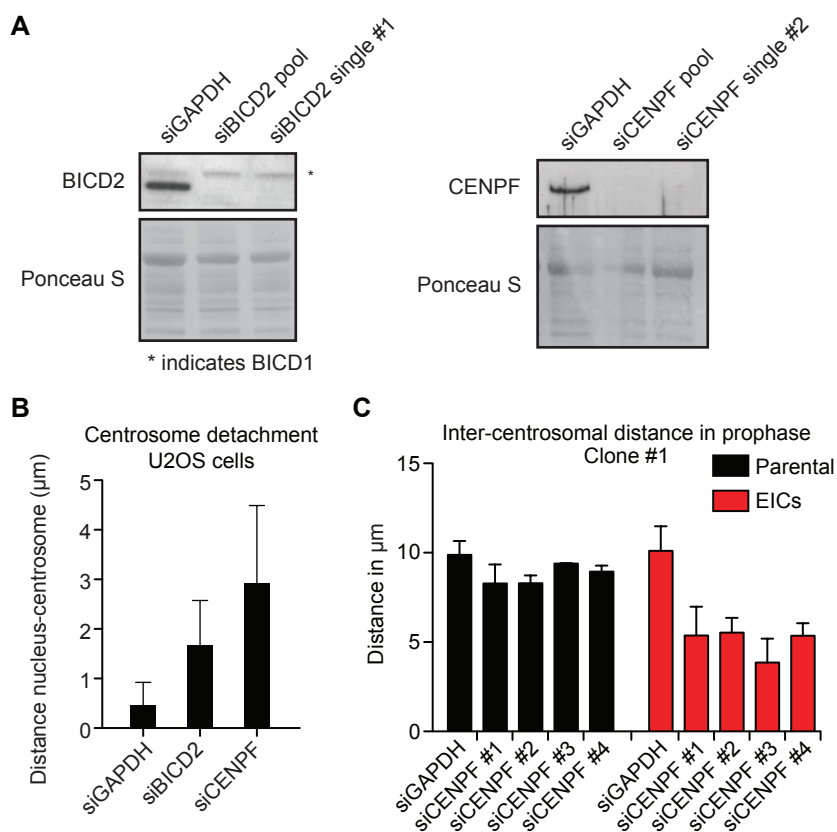 A
siGAPDH
siBICD2 pool
siBICD2 single #1
BICD2
*
Ponceau S
* indicates BICD1
siGAPDH
siCENPF pool
siCENPF single #2
CENPF
Ponceau S
B
Centrosome detachment
U2OS cells
Distance nucleus-centrosome (µm)
5
4
3
2
1
0
siGAPDH
siBICD2
siCENPF
C
Inter-centrosomal distance in prophase
Clone #1
Parental
EICs
Distance in µm
15
10
5
0
siGAPDH
siCENPF #1
siCENPF #2
siCENPF #3
siCENPF #4
siGAPDH
siCENPF #1
siCENPF #2
siCENPF #3
siCENPF #4